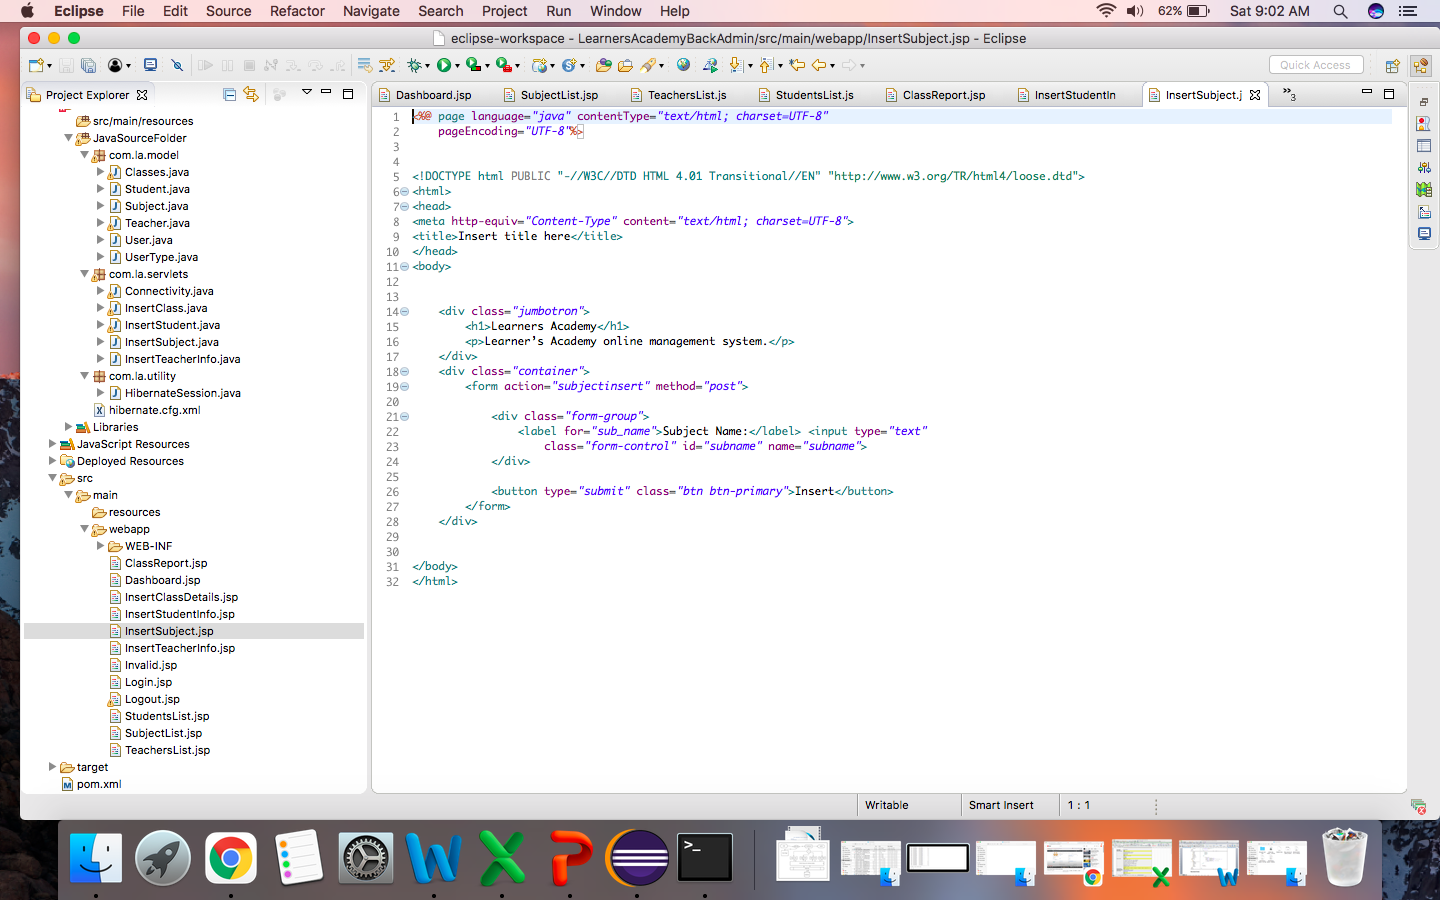 Eclipse File Edit Source Refactor Navigate Search Project Run Window Help 62% Sat 9:02 AM
eclipse-workspace - LearnersAcademyBackAdmin/src/main/webapp/InsertSubject.jsp - Eclipse
Quick Access
Project Explorer
Dashboard.jsp SubjectList.jsp TeachersList.js StudentsList.js ClassReport.jsp InsertStudentIn InsertSubject.j »3
src/main/resources
JavaSourceFolder
com.la.model
Classes.java
Student.java
Subject.java
Teacher.java
User.java
UserType.java
com.la.servlets
Connectivity.java
InsertClass.java
InsertStudent.java
InsertSubject.java
InsertTeacherInfo.java
com.la.utility
HibernateSession.java
hibernate.cfg.xml
Libraries
JavaScript Resources
Deployed Resources
src
main
resources
webapp
WEB-INF
ClassReport.jsp
Dashboard.jsp
InsertClassDetails.jsp
InsertStudentInfo.jsp
InsertSubject.jsp
InsertTeacherInfo.jsp
Invalid.jsp
Login.jsp
Logout.jsp
StudentsList.jsp
SubjectList.jsp
TeachersList.jsp
target
pom.xml
1 <%@ page language="java" contentType="text/html; charset=UTF-8"
2 pageEncoding="UTF-8"%>
3
4
5 <!DOCTYPE html PUBLIC "-//W3C//DTD HTML 4.01 Transitional//EN" "http://www.w3.org/TR/html4/loose.dtd">
6 <html>
7 <head>
8 <meta http-equiv="Content-Type" content="text/html; charset=UTF-8">
9 <title>Insert title here</title>
10 </head>
11 <body>
12
13
14 <div class="jumbotron">
15 <h1>Learners Academy</h1>
16 <p>Learner's Academy online management system.</p>
17 </div>
18 <div class="container">
19 <form action="subjectinsert" method="post">
20
21 <div class="form-group">
22 <label for="sub_name">Subject Name:</label> <input type="text"
23 class="form-control" id="subname" name="subname">
24 </div>
25
26 <button type="submit" class="btn btn-primary">Insert</button>
27 </form>
28 </div>
29
30
31 </body>
32 </html>
Writable Smart Insert 1 : 1